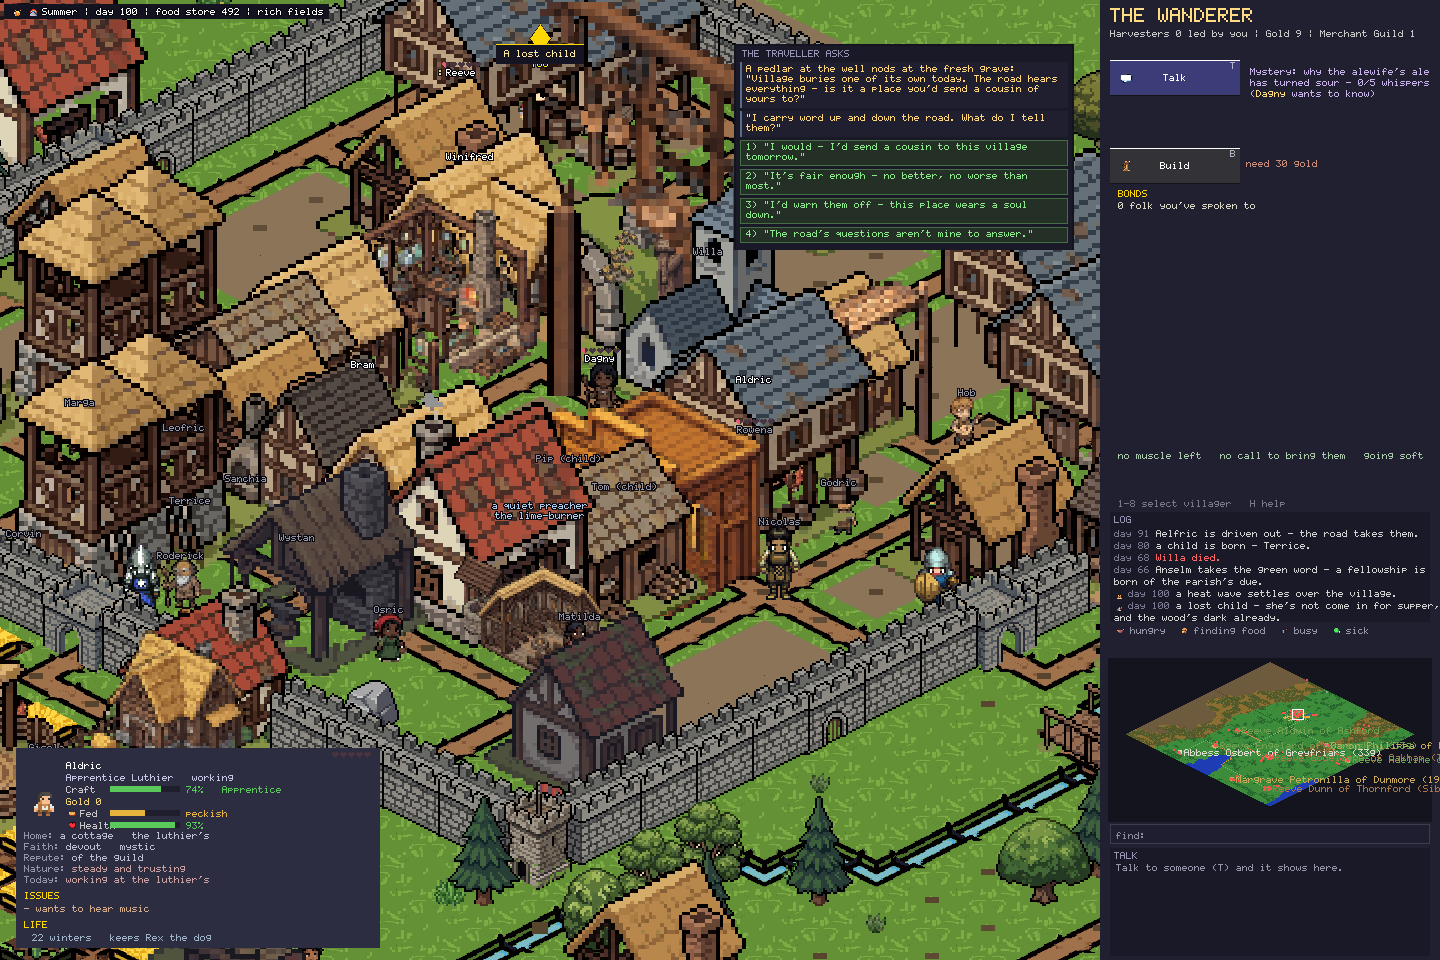 Summer ¦ day 100 ¦ food store 492 ¦ rich fields
A lost child
Reeve
Winifred
Willa
Bram
Dagny
Aldric
Marga
Hob
Leofric
Rowena
Pip (child)
Sanchia
Tom (child)
Godric
Terrice
a quiet preacher
the lime-burner
Nicolas
Corvin
Wystan
Roderick
Osric
Matilda
THE TRAVELLER ASKS
A pedlar at the well nods at the fresh grave:
"Village buries one of its own today. The road hears
everything - is it a place you'd send a cousin of
yours to?"
"I carry word up and down the road. What do I tell
them?"
1) "I would - I'd send a cousin to this village
tomorrow."
2) "It's fair enough - no better, no worse than
most."
3) "I'd warn them off - this place wears a soul
down."
4) "The road's questions aren't mine to answer."
THE WANDERER
Harvesters 0 led by you ¦ Gold 9 ¦ Merchant Guild 1
T
Talk
Mystery: why the alewife's ale
has turned sour - 0/5 whispers
(Dagny wants to know)
B
Build
need 30 gold
BONDS
0 folk you've spoken to
no muscle left no call to bring them going soft
1-8 select villager H help
LOG
day 91 Aelfric is driven out - the road takes them.
day 80 a child is born - Terrice.
day 68 Willa died.
day 66 Anselm takes the green word - a fellowship is
born of the parish's due.
day 100 a heat wave settles over the village.
day 100 a lost child - she's not come in for supper,
and the wood's dark already.
hungry finding food busy sick
Abbess Osbert of Greyfriars (339)
Margrave Petronilla of Dunmore (19
Reeve Dunn of Thornford (Sib
find:
TALK
Talk to someone (T) and it shows here.
Aldric
Apprentice Luthier working
Craft 74% Apprentice
Gold 0
Fed peckish
Health 93%
Home: a cottage the luthier's
Faith: devout mystic
Repute: of the guild
Nature: steady and trusting
Today: working at the luthier's
ISSUES
- wants to hear music
LIFE
22 winters keeps Rex the dog